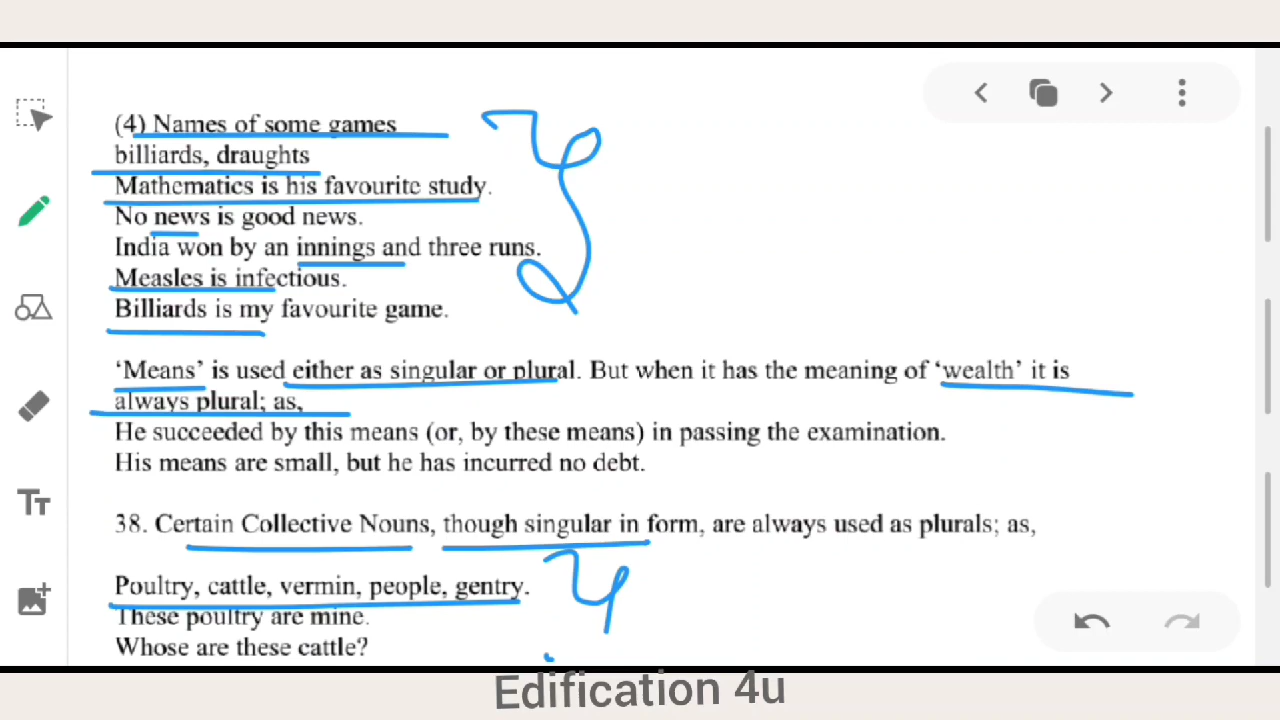 (4) Names of some games
billiards, draughts
Mathematics is his favourite study.
No news is good news.
India won by an innings and three runs.
Measles is infectious.
Billiards is my favourite game.
‘Means’ is used either as singular or plural. But when it has the meaning of ‘wealth’ it is
always plural; as,
He succeeded by this means (or, by these means) in passing the examination.
His means are small, but he has incurred no debt.
38. Certain Collective Nouns, though singular in form, are always used as plurals; as,
Poultry, cattle, vermin, people, gentry.
These poultry are mine.
Whose are these cattle?
Tт
Edification 4u